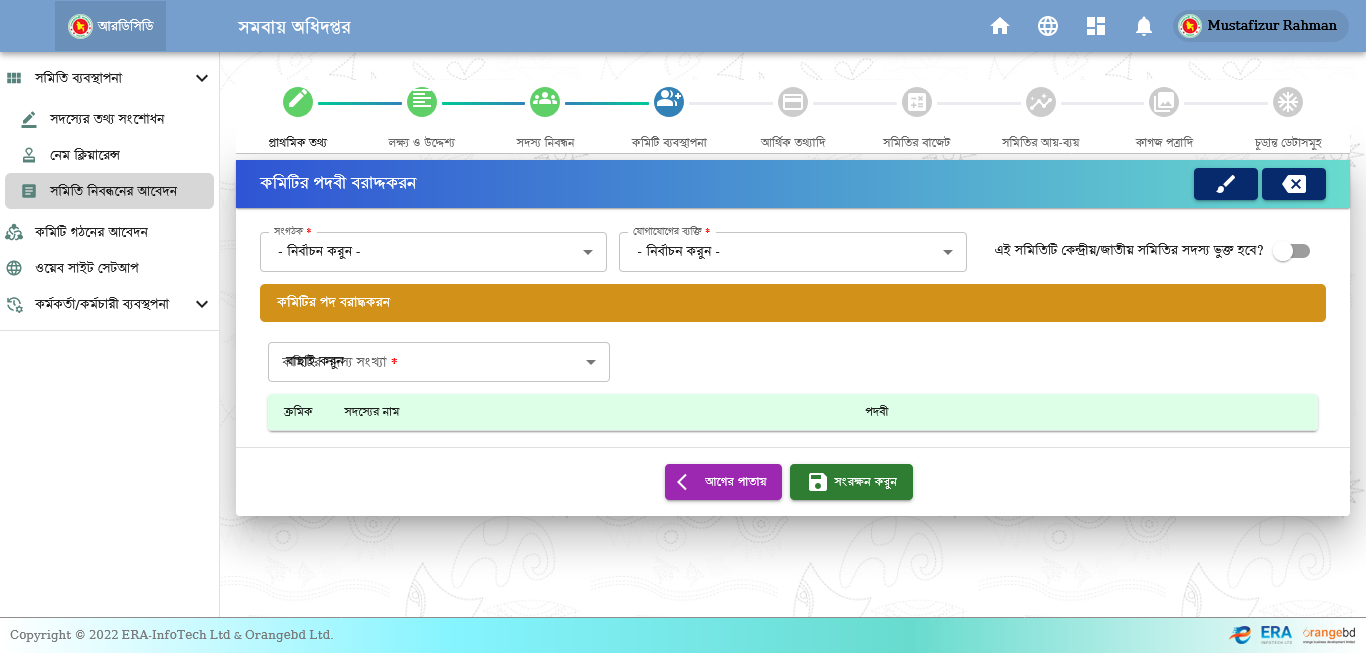 আরডিসিডি
সমবায় অধিদপ্তর
Mustafizur Rahman
সমিতি ব্যবস্থাপনা
সদস্যের তথ্য সংশোধন
নেম ক্লিয়ারেন্স
সমিতি নিবন্ধনের আবেদন
কমিটি গঠনের আবেদন
ওয়েব সাইট সেটআপ
কর্মকর্তা/কর্মচারী ব্যবস্থপনা
প্রাথমিক তথ্য
লক্ষ্য ও উদ্দেশ্য
সদস্য নিবন্ধন
কমিটি ব্যবস্থাপনা
আর্থিক তথ্যাদি
সমিতির বাজেট
সমিতির আয়-ব্যয়
কাগজ পত্রাদি
চূড়ান্ত ডেটাসমূহ
কমিটির পদবী বরাদ্দকরন
সংগঠক *
- নির্বাচন করুন -
যোগাযোগের ব্যক্তি *
- নির্বাচন করুন -
এই সমিতিটি কেন্দ্রীয়/জাতীয় সমিতির সদস্য ভুক্ত হবে?
কমিটির পদ বরাদ্ধকরন
সংখ্যা *
ক্রমিক
সদস্যের নাম
পদবী
আগের পাতায়
সংরক্ষন করুন
Copyright © 2022 ERA-InfoTech Ltd & Orangebd Ltd.
ERA
orangebd